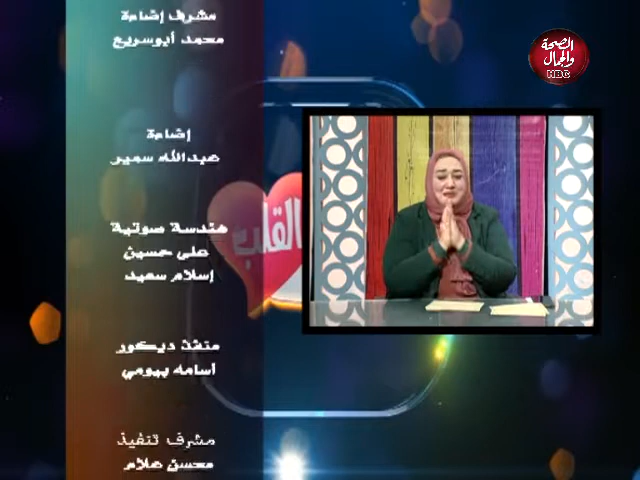 مشرف إضاءة
محمد أبوسريع
الصحة
والجمال
HBC
إضاءة
عبدالله سمير
هندسة صوتية
على حسين
إسلام سعيد
القلب
منفذ ديكور
أسامه بيومي
مشرف تنفيذ
محسن علام